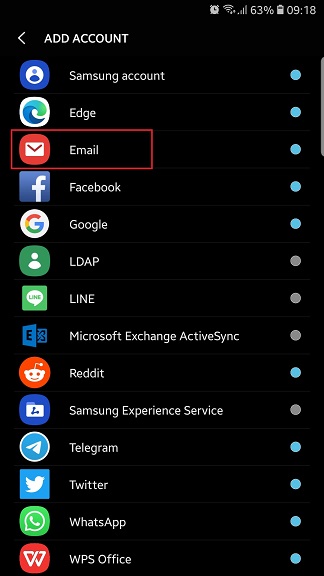 63% 09:18
ADD ACCOUNT
Samsung account
Edge
Email
Facebook
Google
LDAP
LINE
LINE
E
Microsoft Exchange ActiveSync
Reddit
Samsung Experience Service
Telegram
Twitter
WhatsApp
W
WPS Office